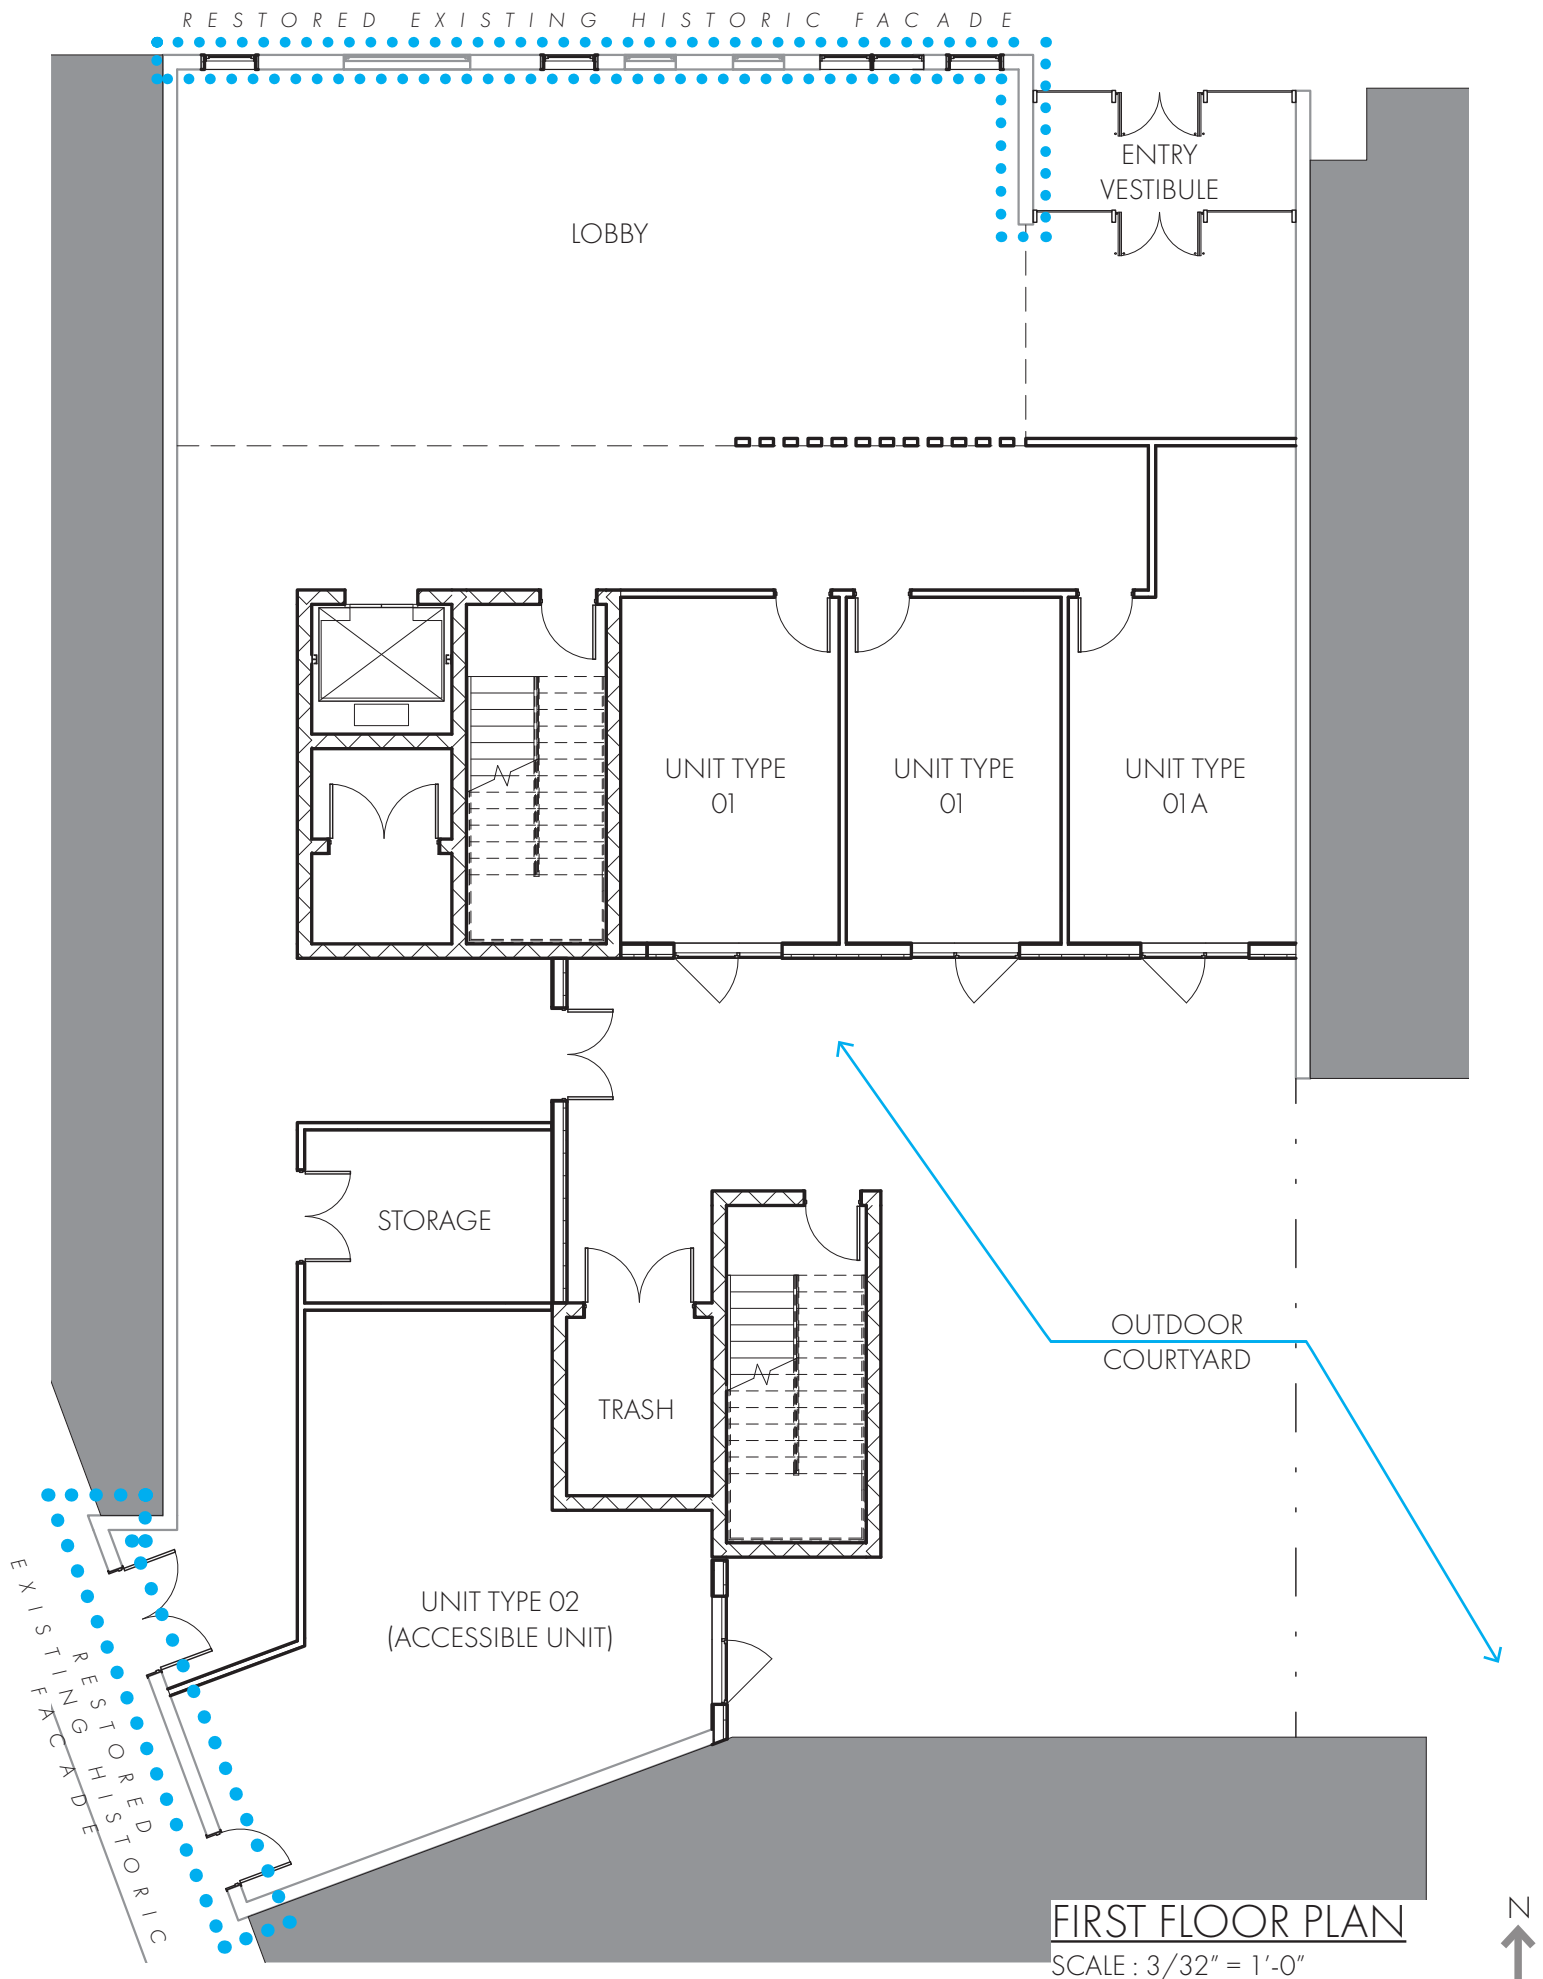 RESTORED EXISTING HISTORIC FACADE
ENTRY
VESTIBULE
LOBBY
UNIT TYPE
01
UNIT TYPE
01
UNIT TYPE
01A
STORAGE
OUTDOOR
COURTYARD
TRASH
UNIT TYPE 02
(ACCESSIBLE UNIT)
RESTORED
EXISTING HISTORIC
FACADE
FIRST FLOOR PLAN
SCALE : 3/32" = 1'-0"
N